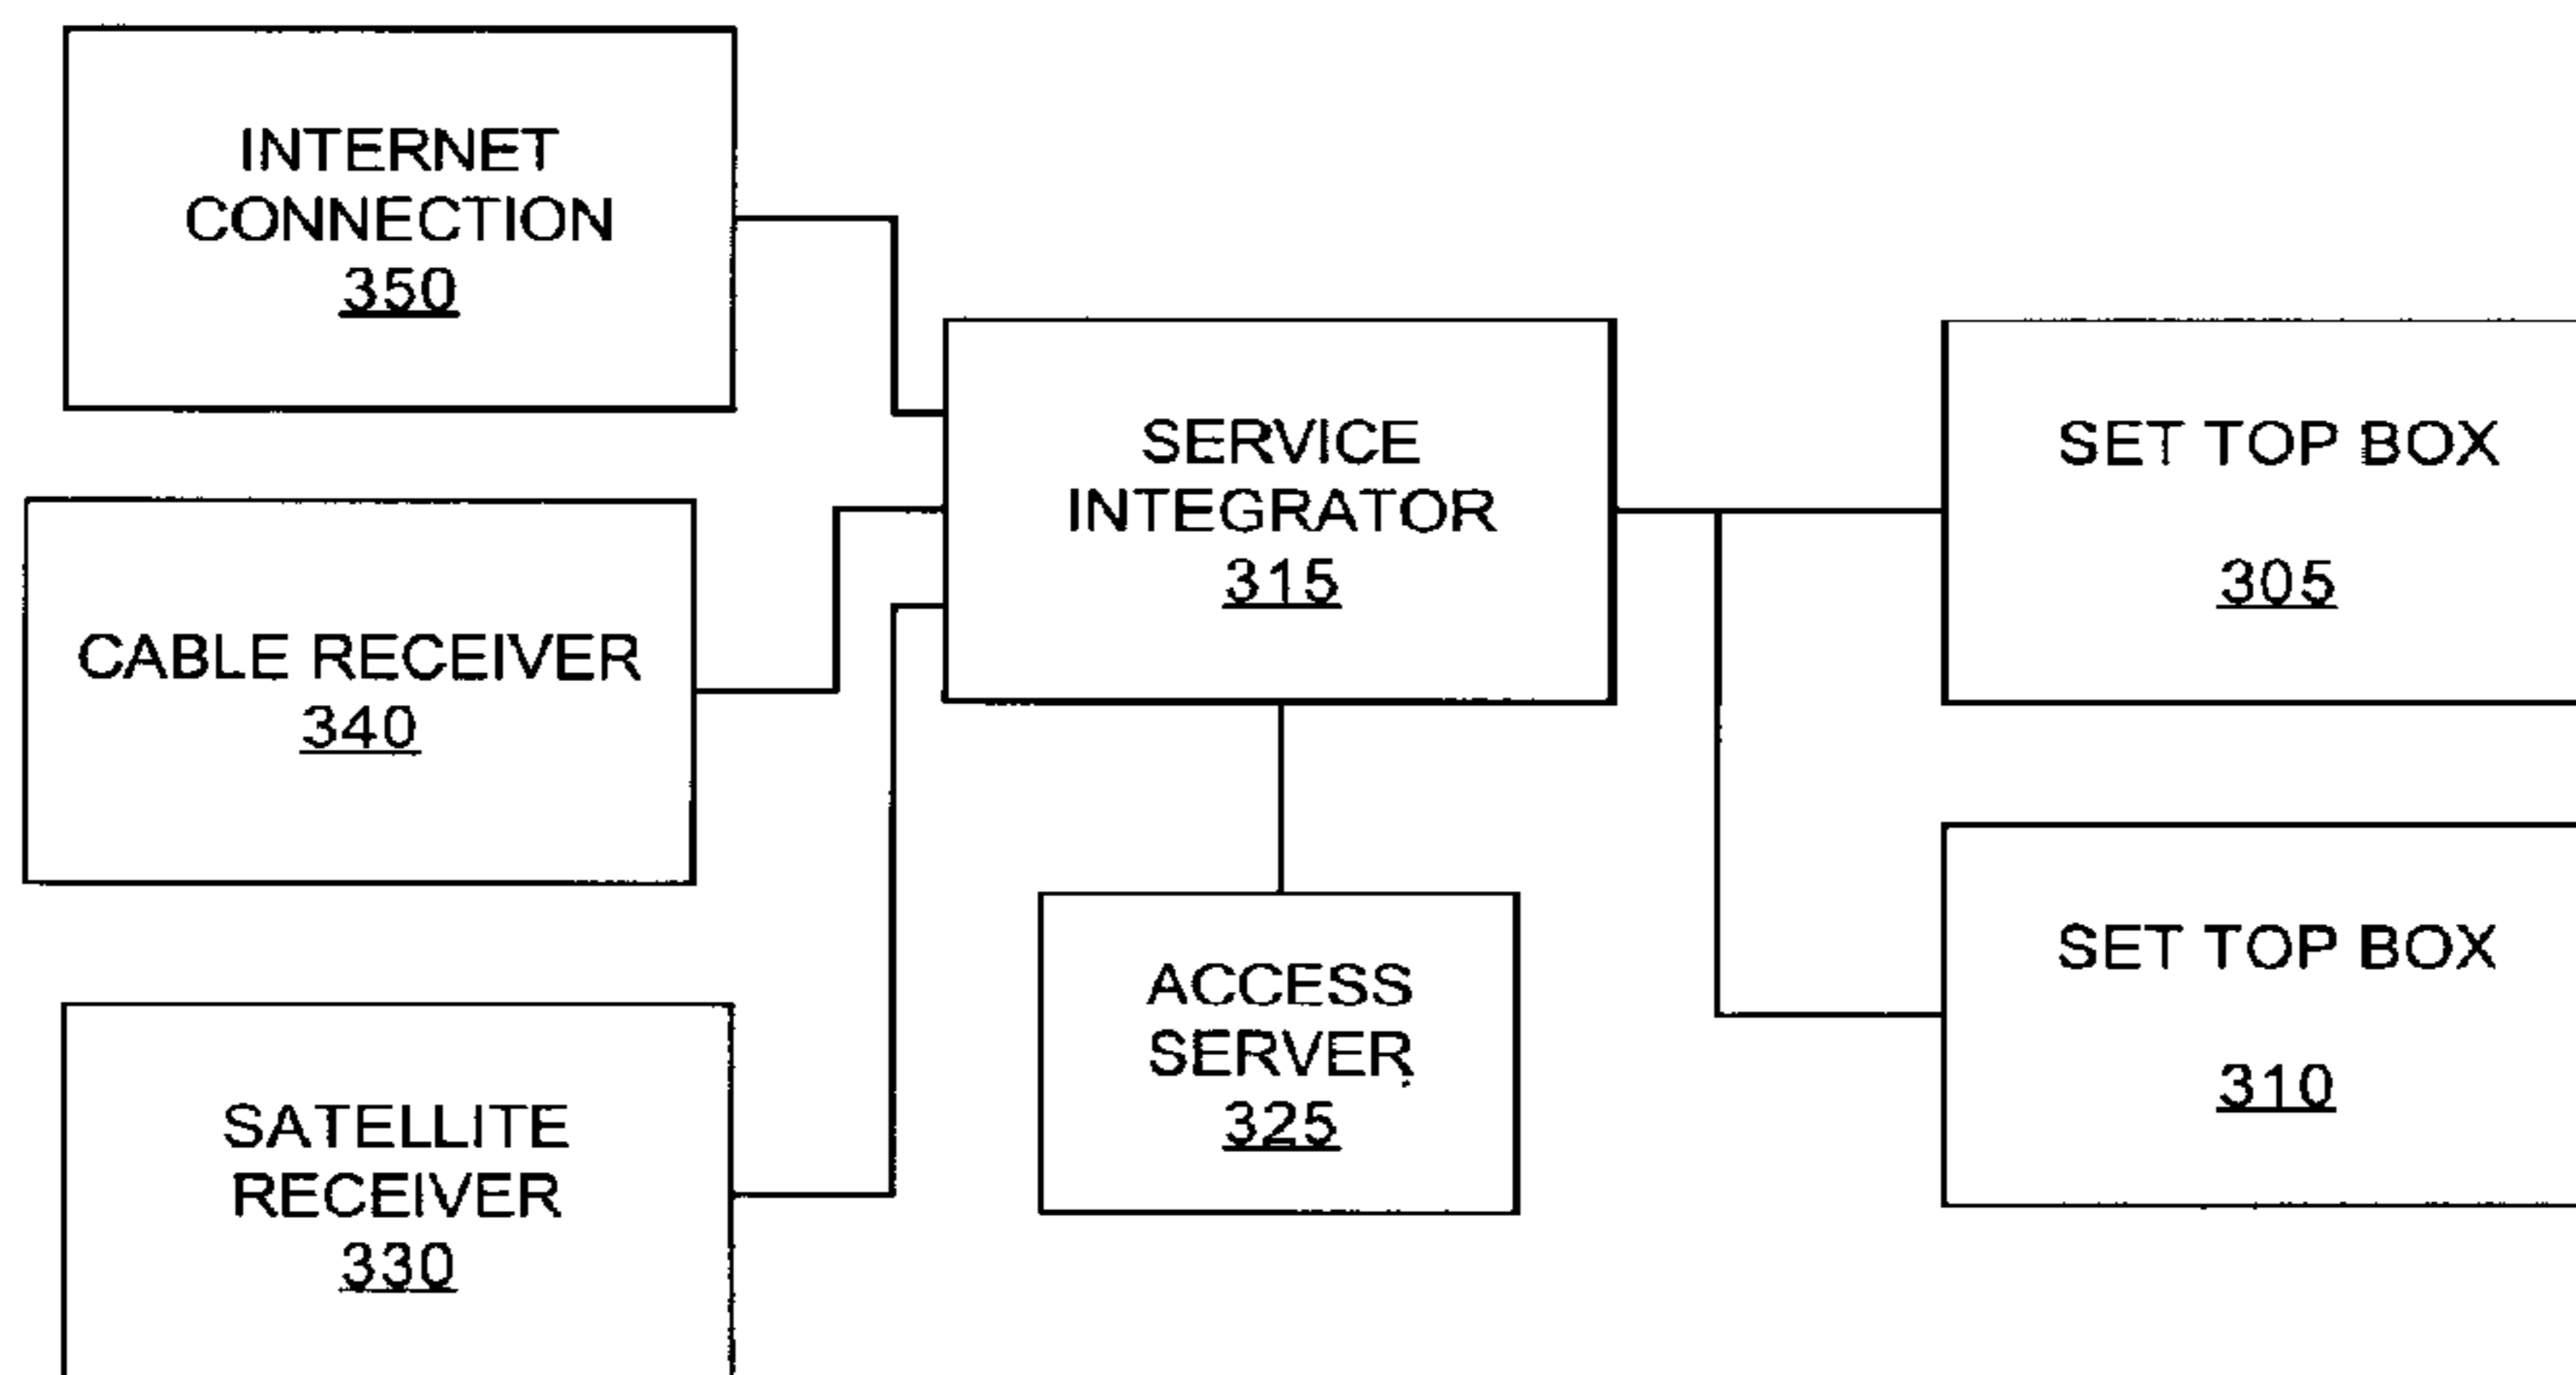 INTERNET
CONNECTION
350
CABLE RECEIVER
340
SATELLITE
RECEIVER
330
SERVICE
INTEGRATOR
315
ACCESS
SERVER
325
SET TOP BOX
305
SET TOP BOX
310